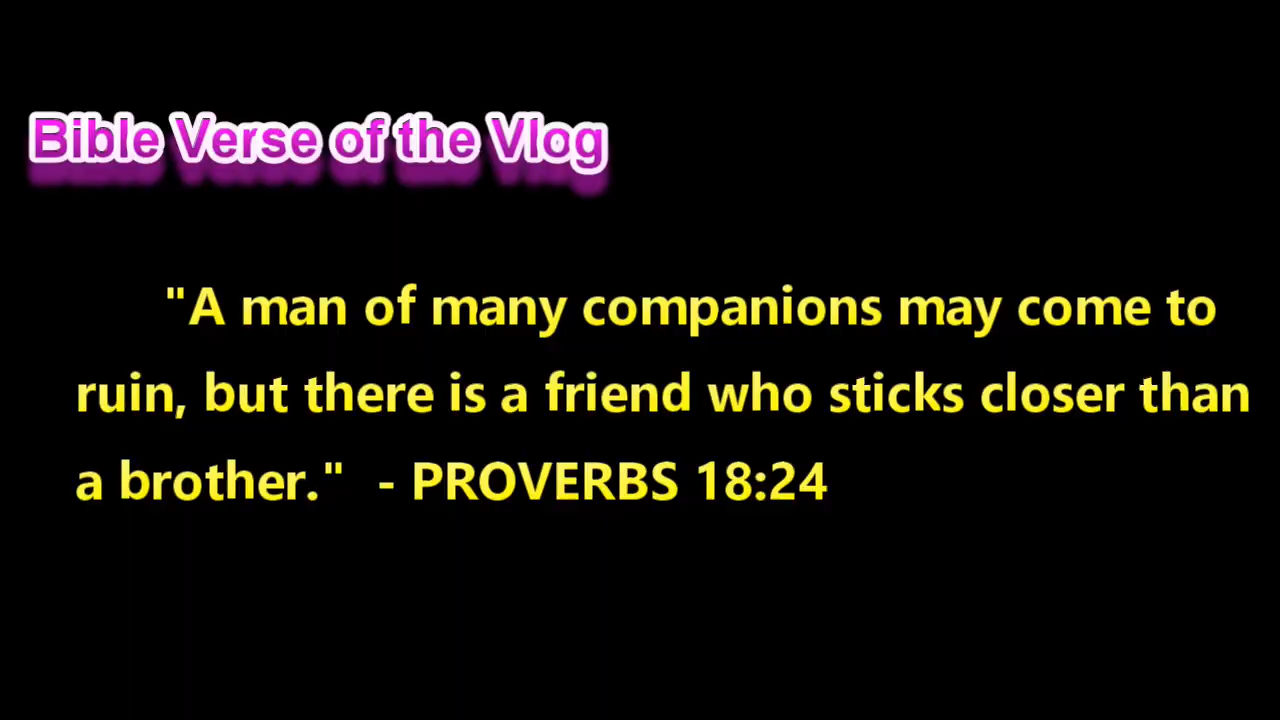 Bible Verse of the Vlog
"A man of many companions may come to
ruin, but there is a friend who sticks closer than
a brother." - PROVERBS 18:24